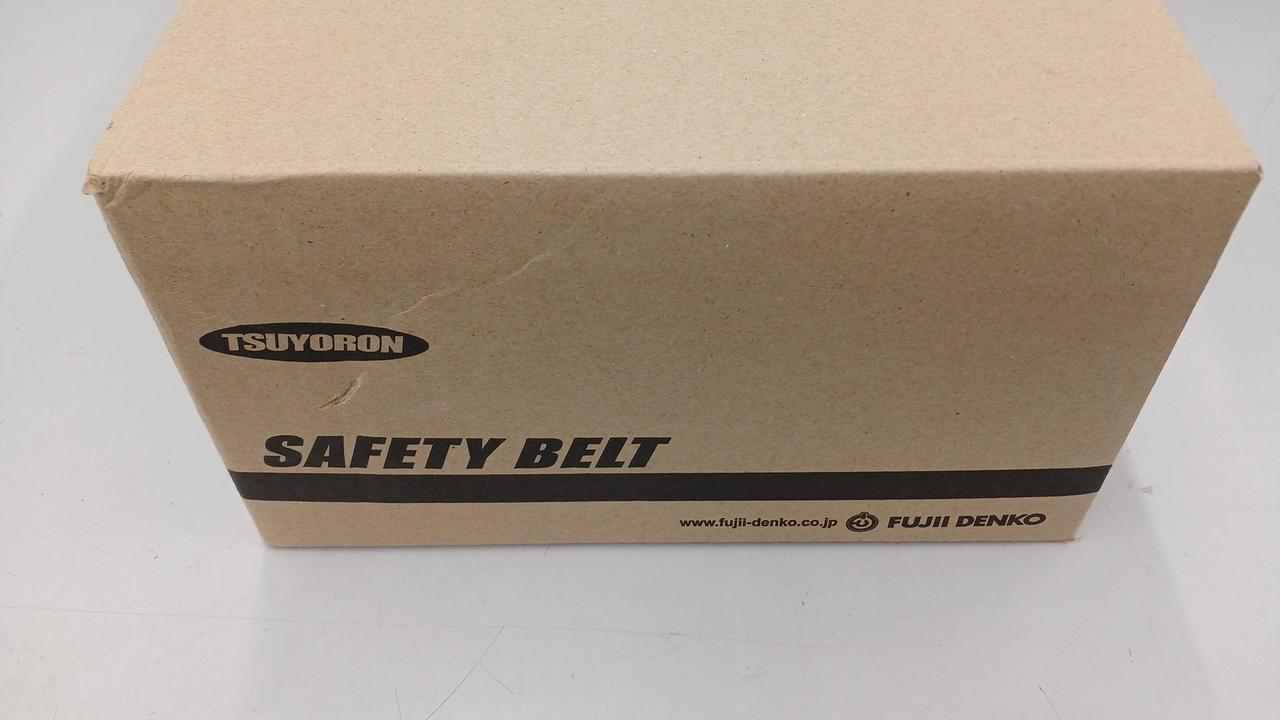 TSUYORON
SAFETY BELT
www.fujii-denko.co.jp FUJII DENKO